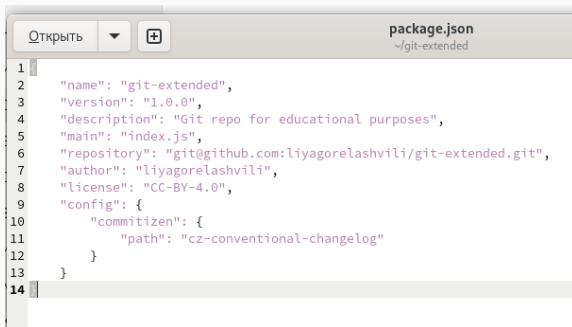 Открыть
package.json
~/git-extended
1 {
2 "name": "git-extended",
3 "version": "1.0.0",
4 "description": "Git repo for educational purposes",
5 "main": "index.js",
6 "repository": "git@github.com:liyagorelashvili/git-extended.git",
7 "author": "liyagorelashvili",
8 "license": "CC-BY-4.0",
9 "config": {
10 "commitizen": {
11 "path": "cz-conventional-changelog"
12 }
13 }
14 }